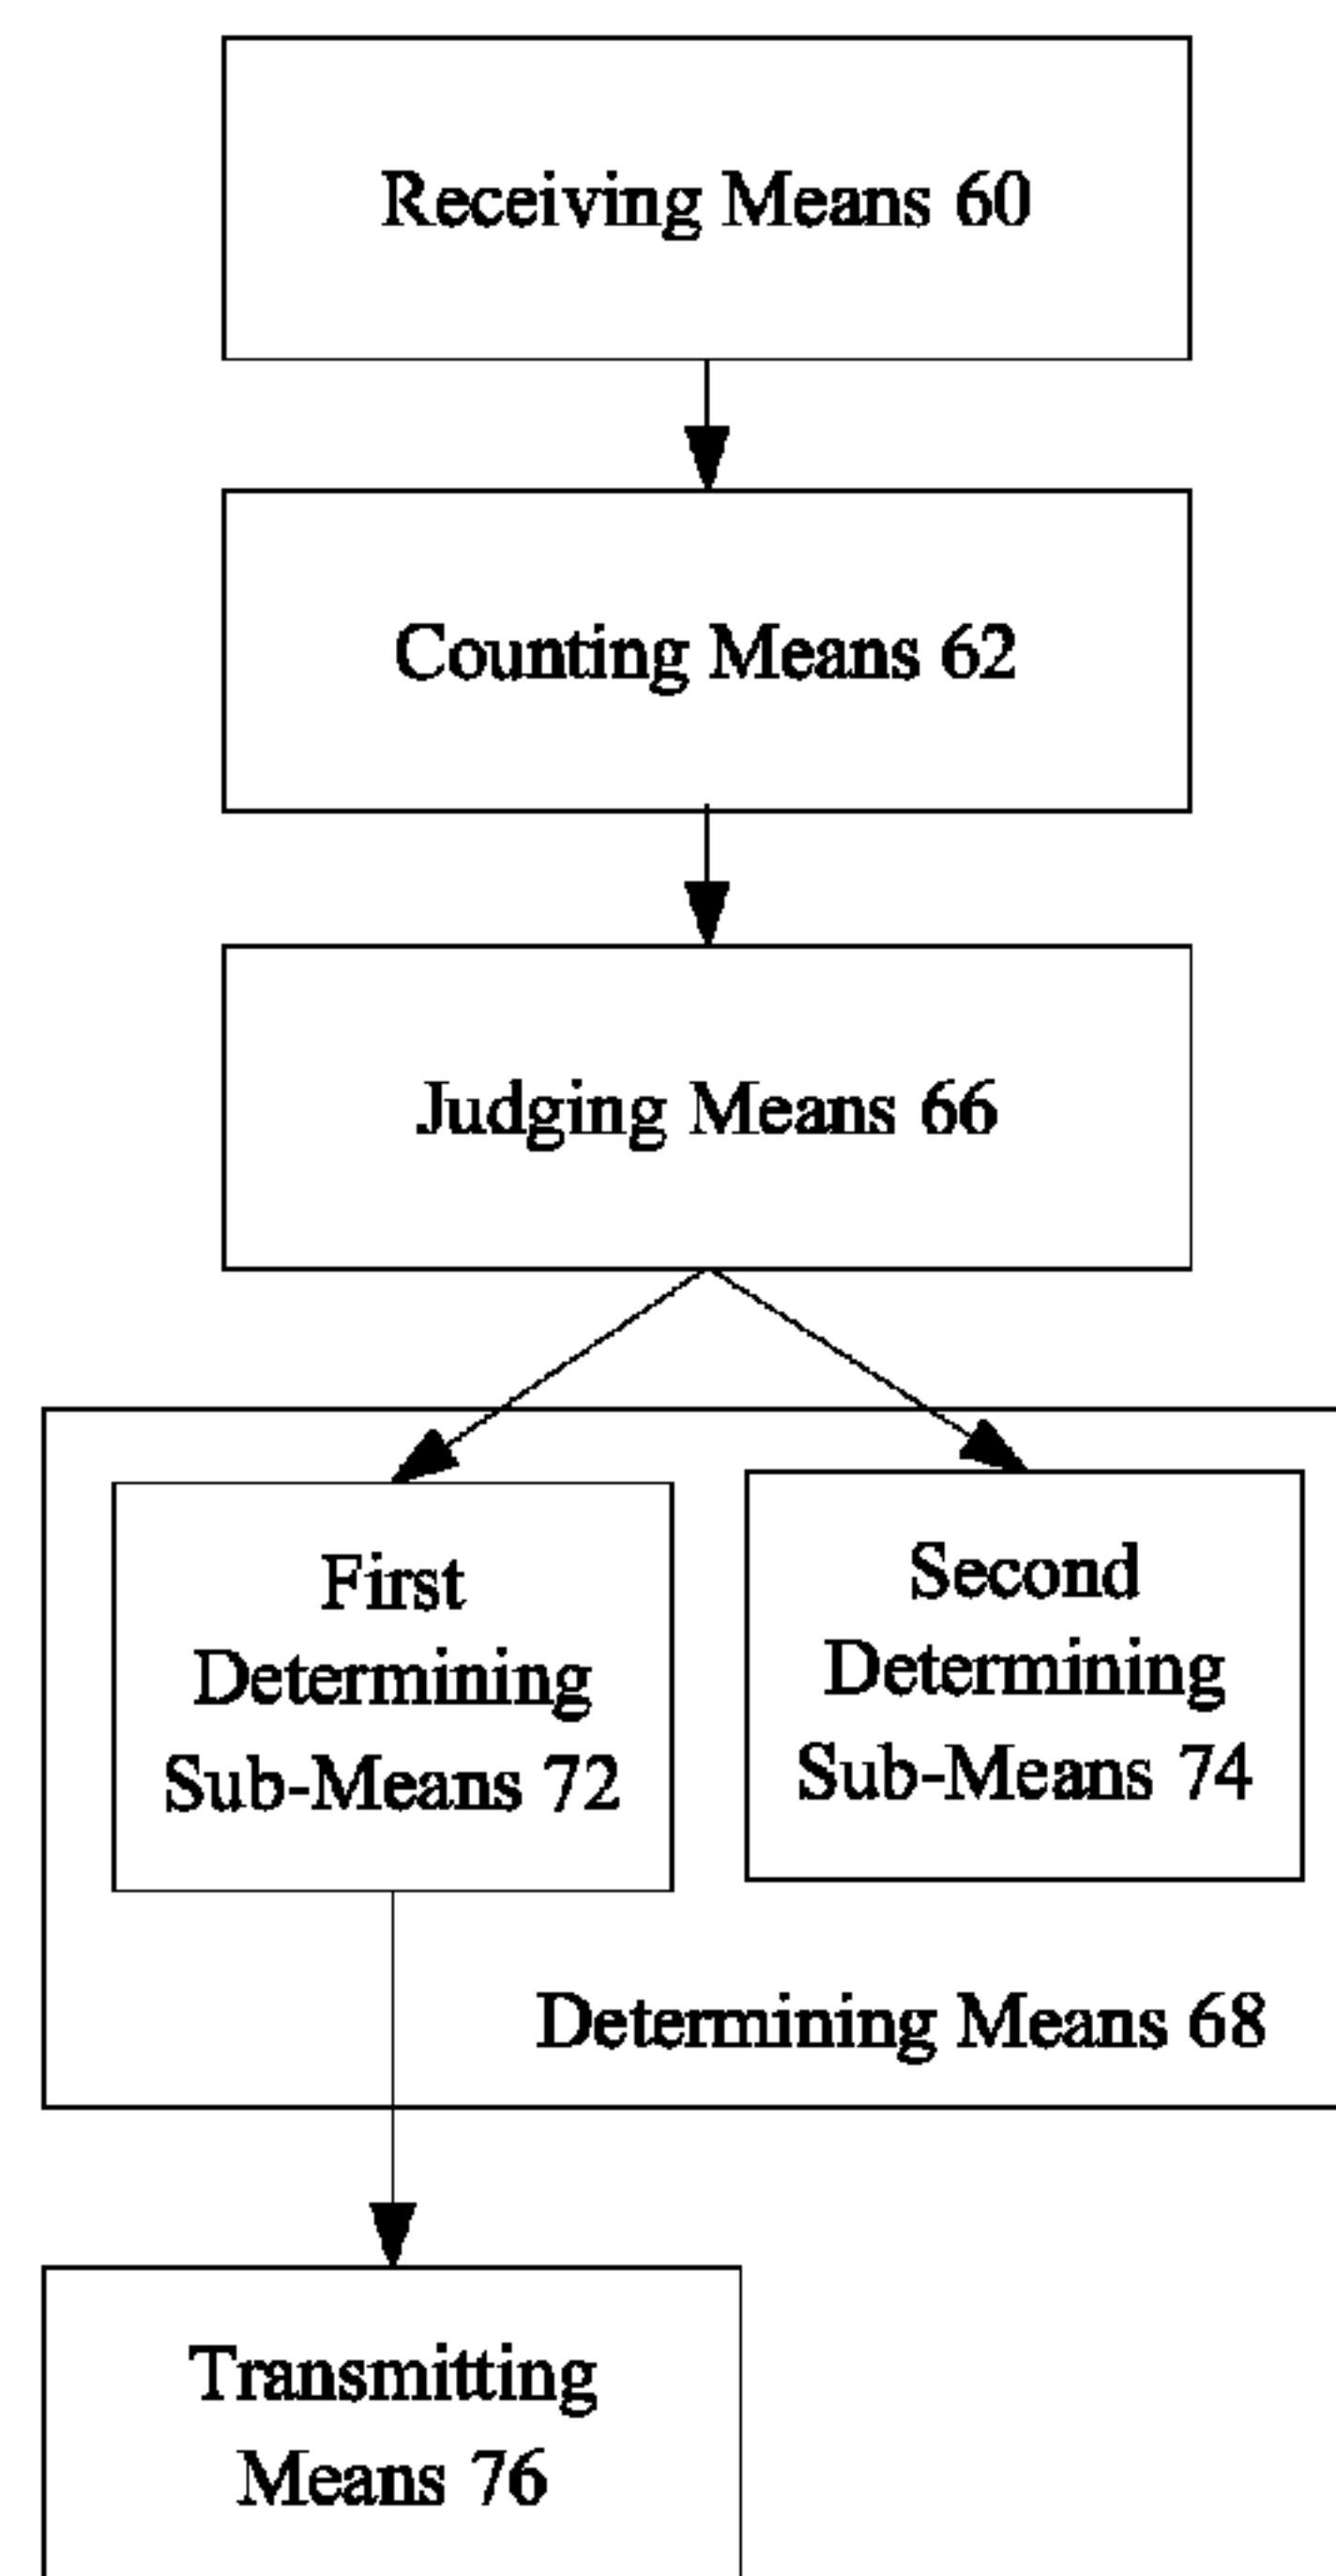 Receiving Means 60
Counting Means 62
Judging Means 66
First
Determining
Sub-Means 72
Second
Determining
Sub-Means 74
Determining Means 68
Transmitting
Means 76